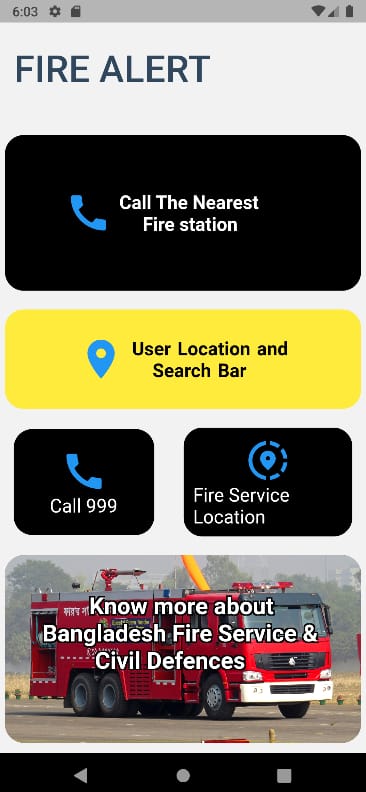 6:03
FIRE ALERT
Call The Nearest
Fire station
User Location and
Search Bar
Call 999
Fire Service
Location
Know more about
Bangladesh Fire Service &
Civil Defences